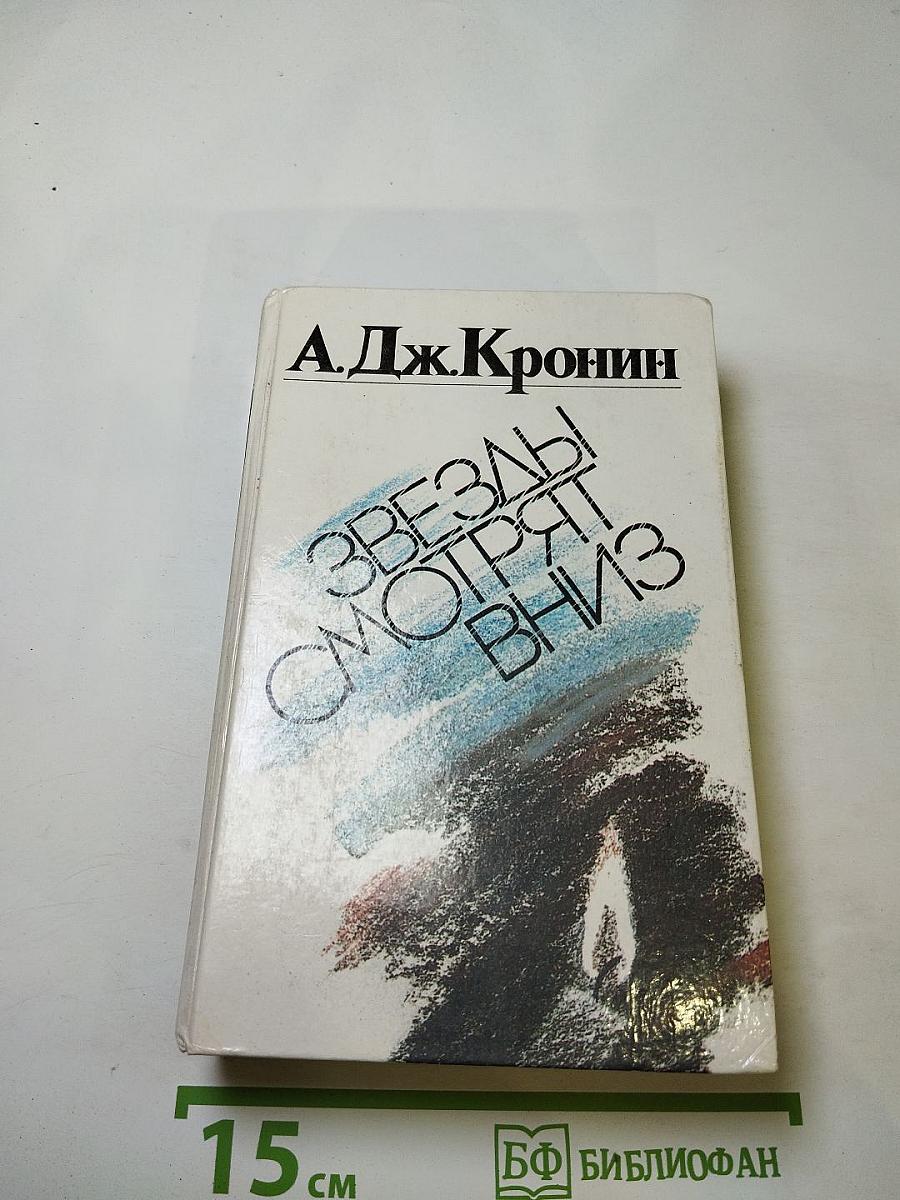 А. Дж. Кронин
ЗВЕЗДЫ
СМОТРЯТ
ВНИЗ
15 см
БФ БИБЛИОФАН